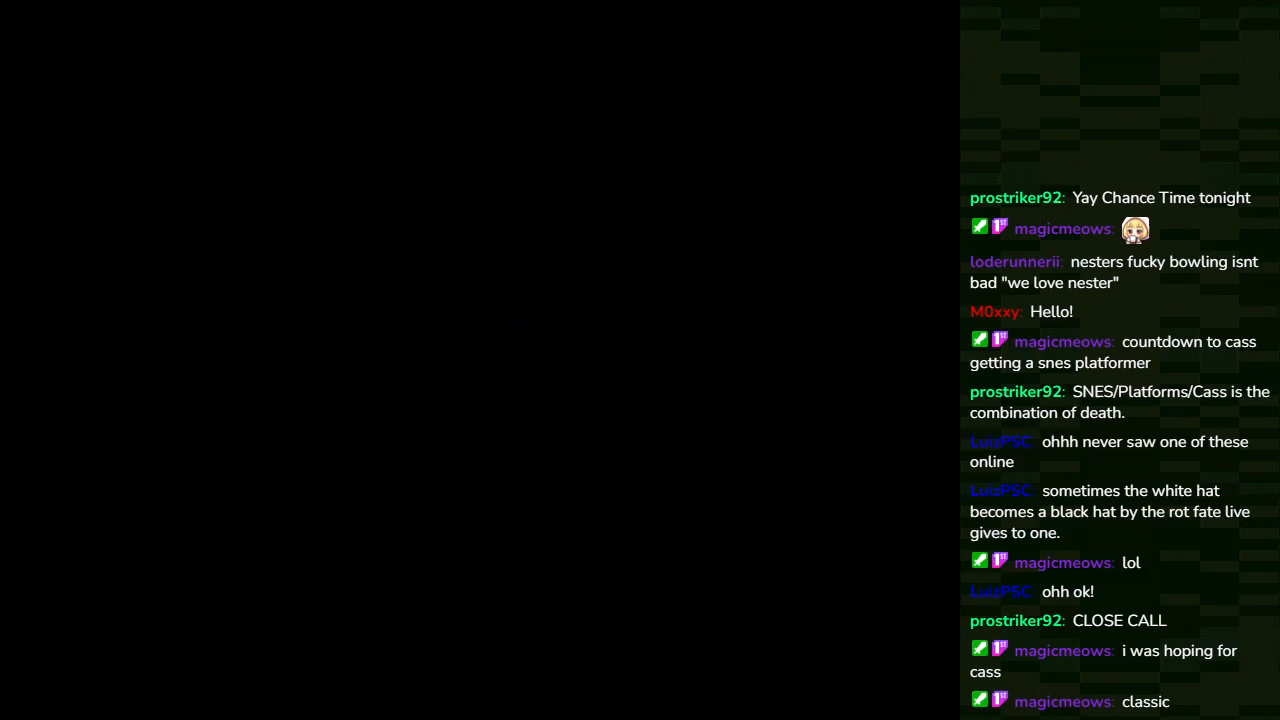 prostriker92: Yay Chance Time tonight
magicmeows:
loderunnerii: nesters fucky bowling isnt
bad "we love nester"
M0xxy: Hello!
magicmeows: countdown to cass
getting a snes platformer
prostriker92: SNES/Platforms/Cass is the
combination of death.
LuizPSC: ohhh never saw one of these
online
LuizPSC: sometimes the white hat
becomes a black hat by the rot fate live
gives to one.
magicmeows: lol
LuizPSC: ohh ok!
prostriker92: CLOSE CALL
magicmeows: i was hoping for
cass
magicmeows: classic